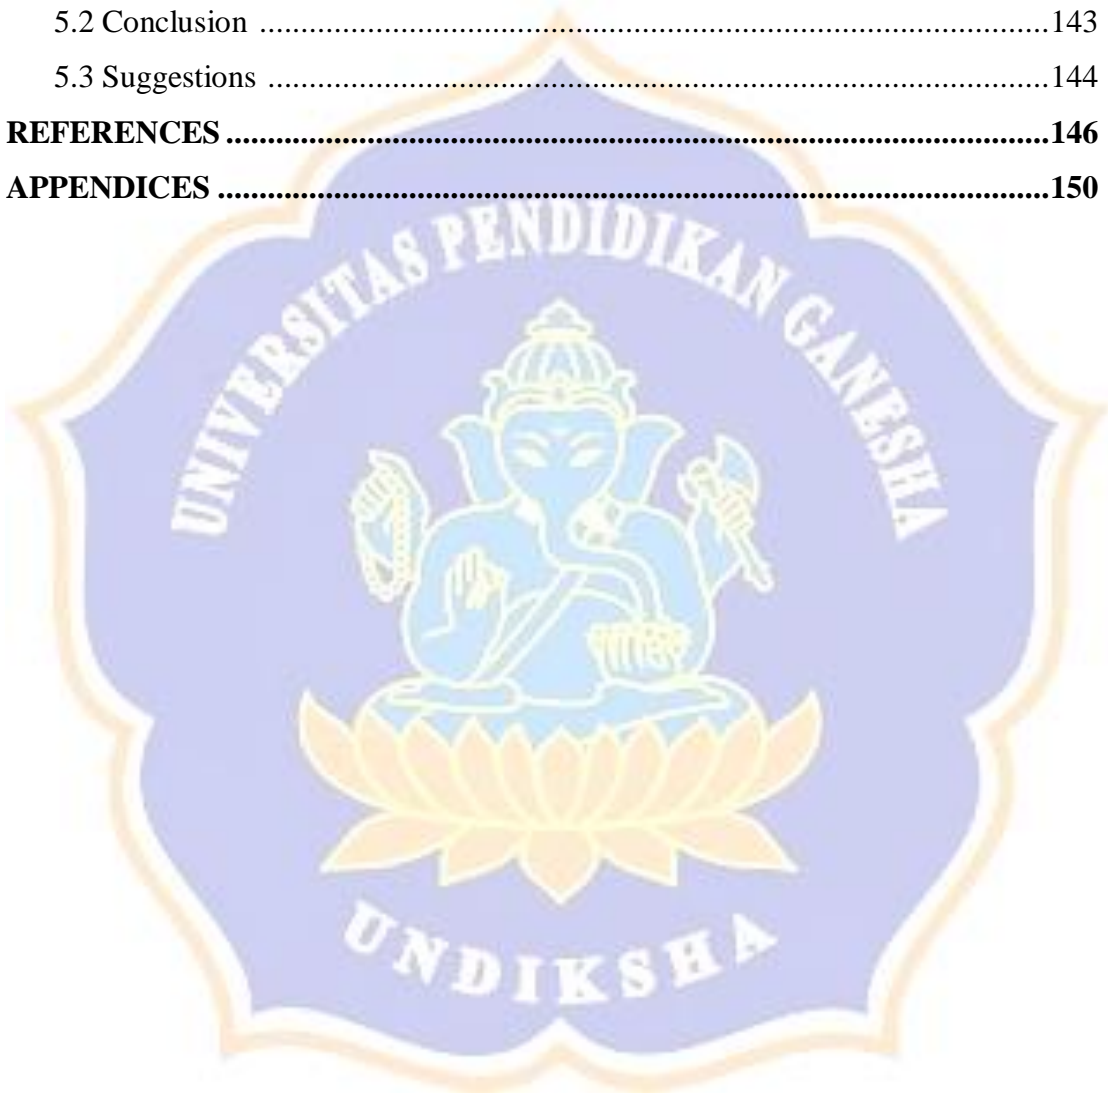 5.2 Conclusion ................................................................................................143
5.3 Suggestions ...............................................................................................144
REFERENCES ....................................................................................................146
APPENDICES .....................................................................................................150
UNIVERSITAS PENDIDIKAN GANESHA
UNDIKSHA